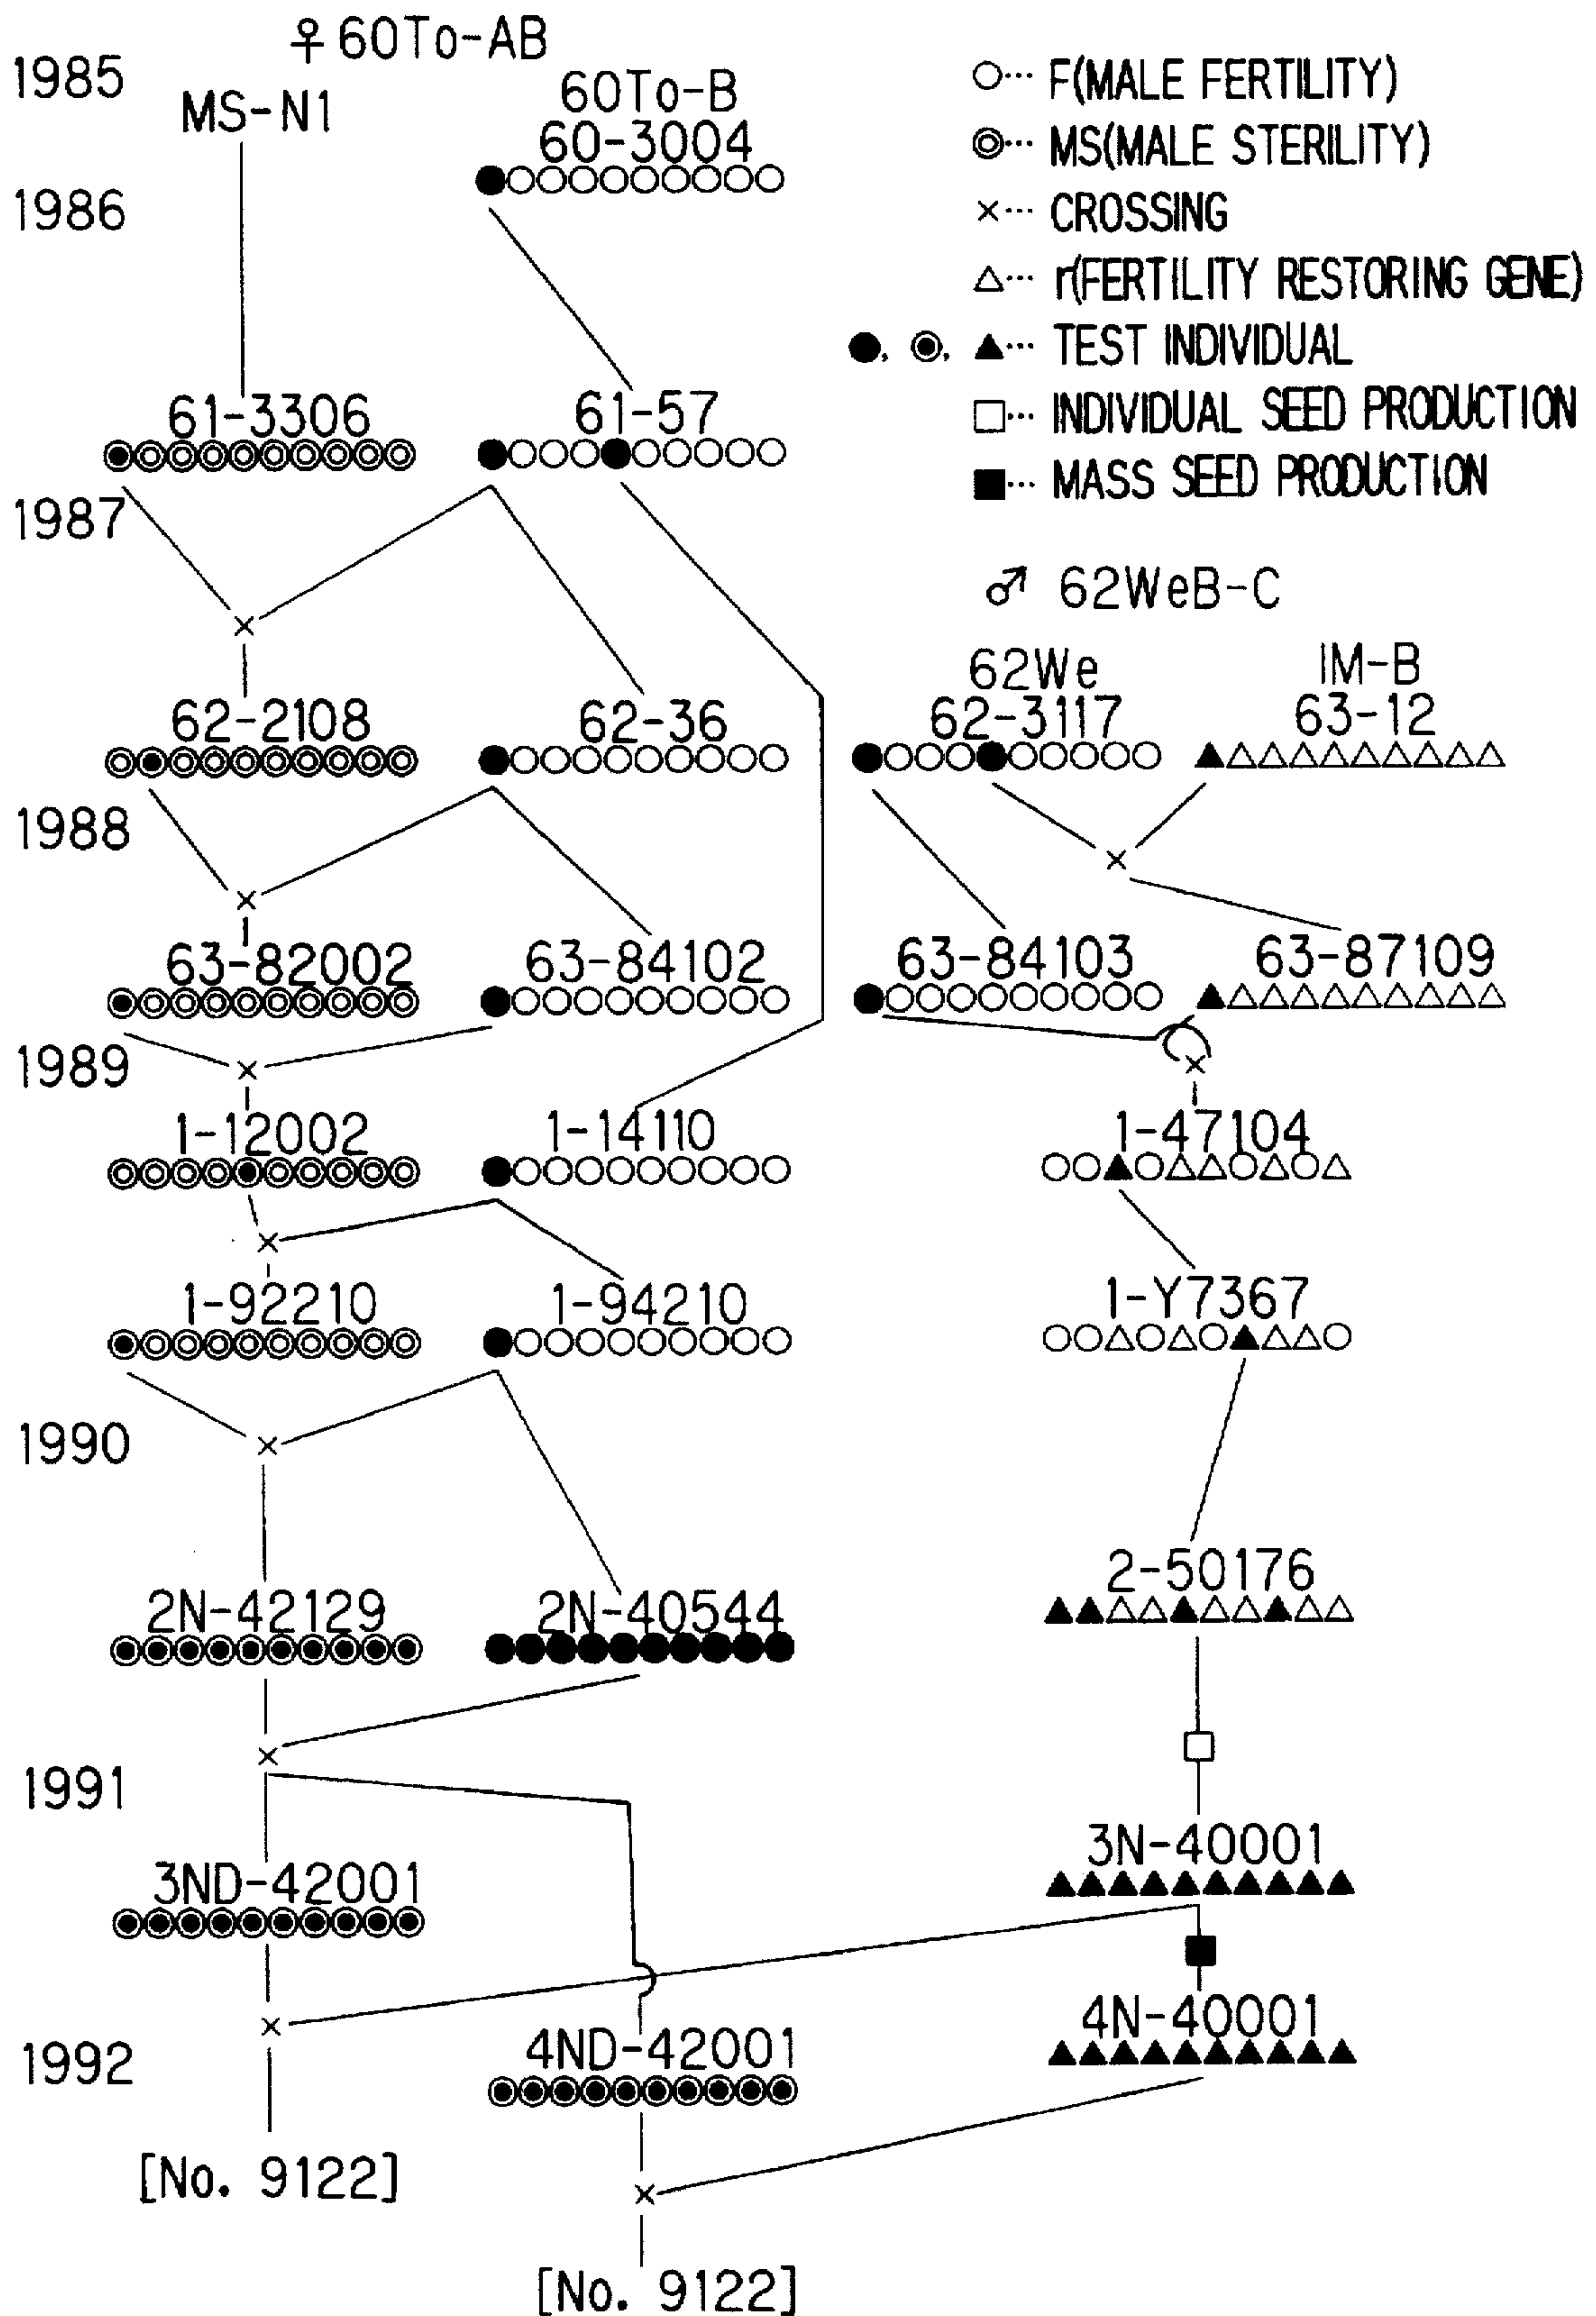 ♀ 60To-AB
1985
MS-N1
60To-B
60-3004
○··· F(MALE FERTILITY)
◎··· MS(MALE STERILITY)
×··· CROSSING
△··· r(FERTILITY RESTORING GENE)
●, ◉, ▲··· TEST INDIVIDUAL
□··· INDIVIDUAL SEED PRODUCTION
■··· MASS SEED PRODUCTION
1986
61-3306
61-57
1987
♂ 62WeB-C
62We
62-3117
IM-B
63-12
62-2108
62-36
1988
63-82002
63-84102
63-84103
63-87109
1989
1-12002
1-14110
1-47104
1-92210
1-94210
1-Y7367
1990
2N-42129
2N-40544
2-50176
1991
3ND-42001
3N-40001
1992
4ND-42001
4N-40001
[No. 9122]
[No. 9122]